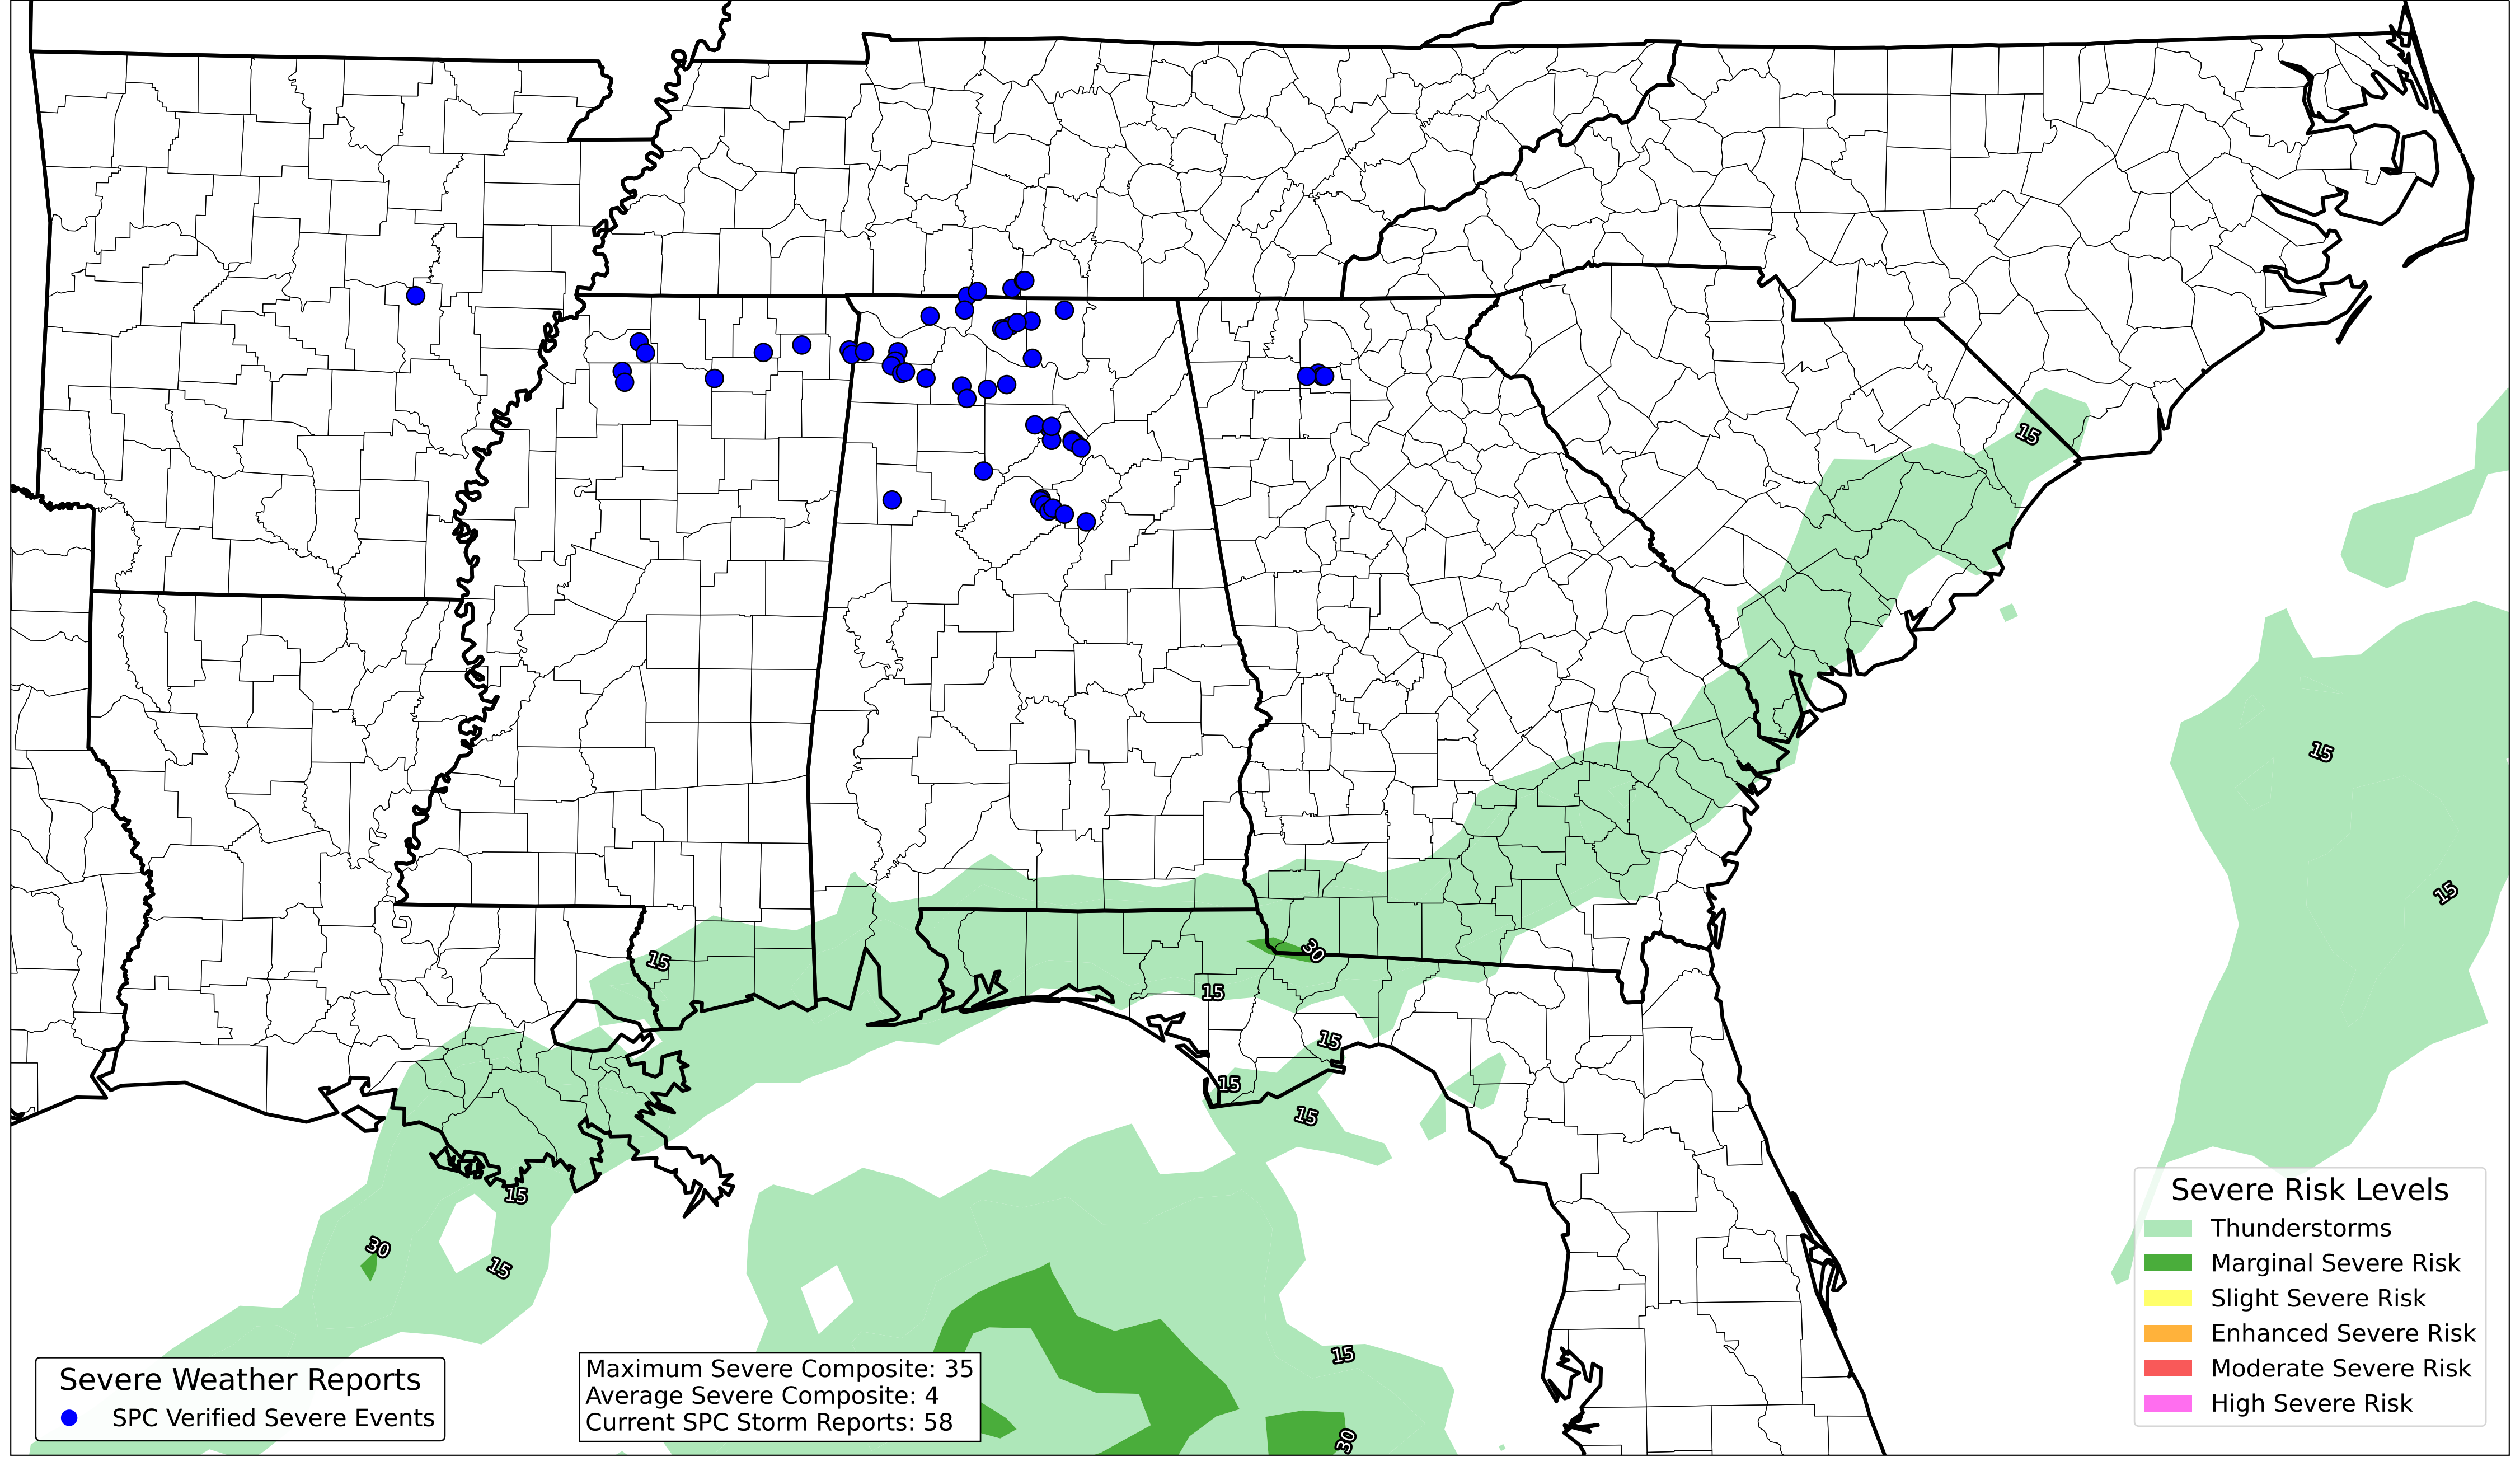 15
15
15
15
30
15
15
15
15
15
30
15
15
30
Severe Risk Levels
Thunderstorms
Marginal Severe Risk
Slight Severe Risk
Enhanced Severe Risk
Moderate Severe Risk
High Severe Risk
Severe Weather Reports
SPC Verified Severe Events
Maximum Severe Composite: 35
Average Severe Composite: 4
Current SPC Storm Reports: 58